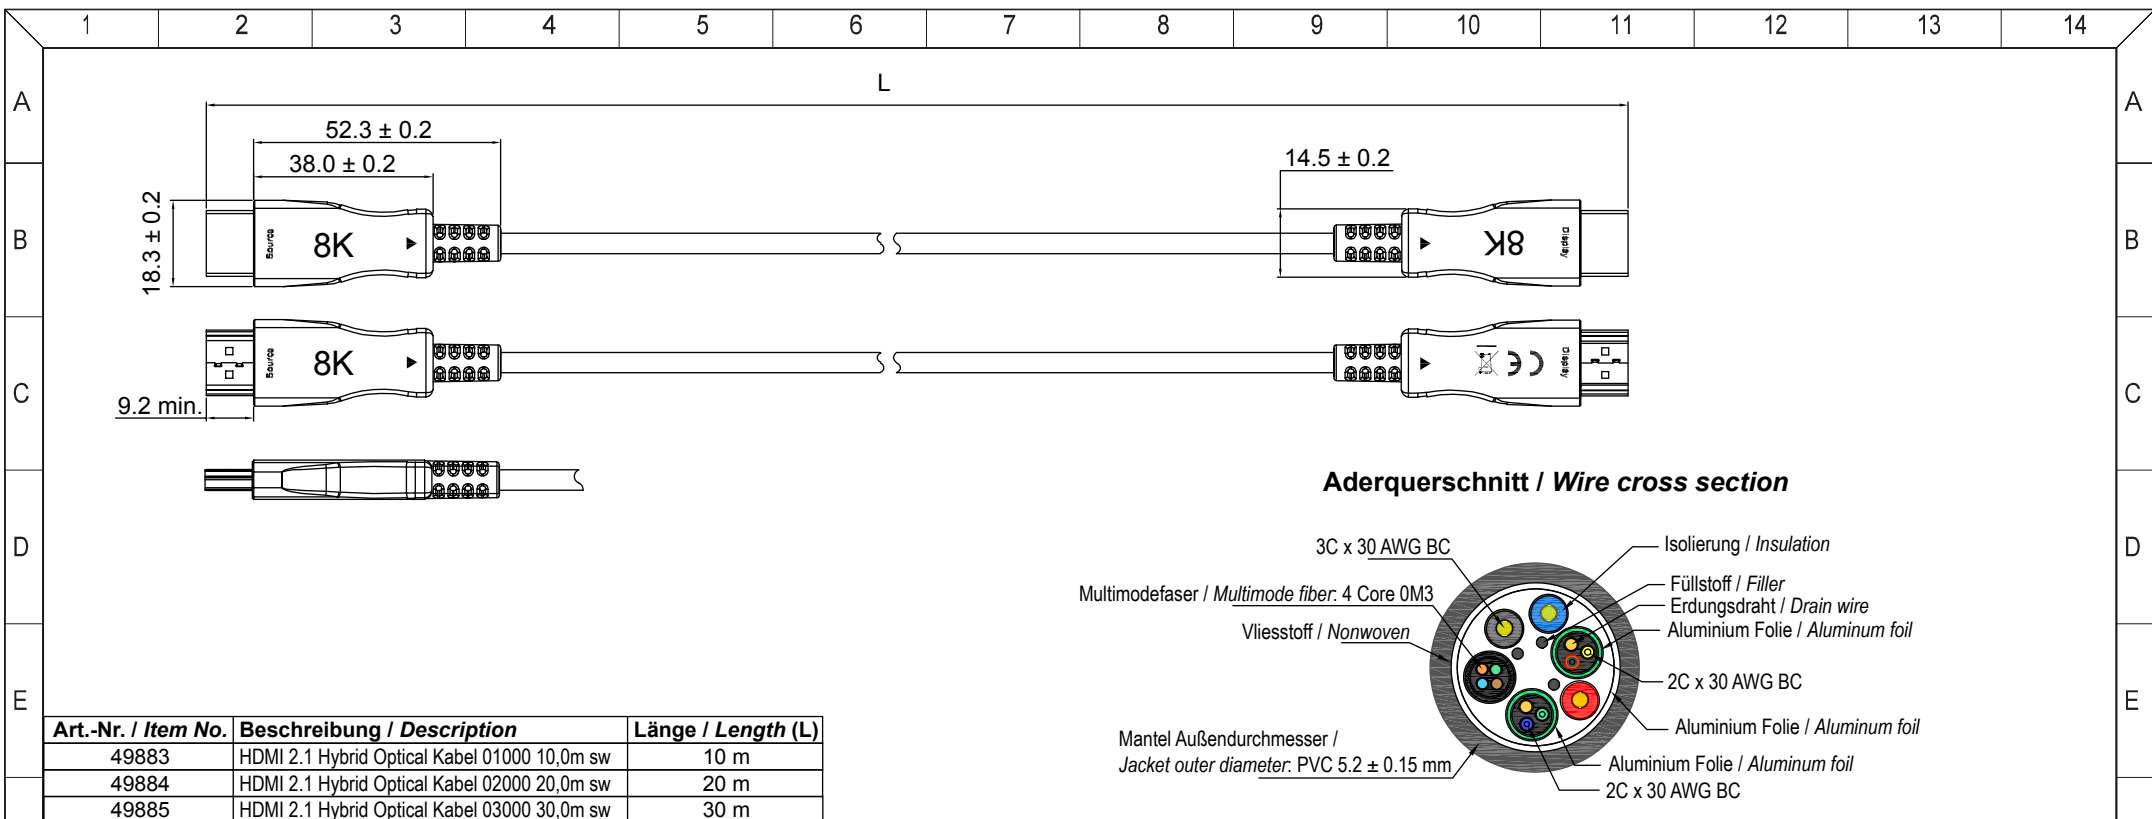 1 2 3 4 5 6 7 8 9 10 11 12 13 14
L
A A
52.3 ± 0.2
38.0 ± 0.2
14.5 ± 0.2
18.3 ± 0.2
B B
Source 8K
8K Display
Source 8K
CE Display
C C
9.2 min.
Aderquerschnitt / Wire cross section
D D
3C x 30 AWG BC
Isolierung / Insulation
Füllstoff / Filler
Multimodefaser / Multimode fiber: 4 Core 0M3
Erdungsdraht / Drain wire
Vliesstoff / Nonwoven
Aluminium Folie / Aluminum foil
2C x 30 AWG BC
E E
Aluminium Folie / Aluminum foil
Mantel Außendurchmesser /
Jacket outer diameter: PVC 5.2 ± 0.15 mm
Aluminium Folie / Aluminum foil
2C x 30 AWG BC
Art.-Nr. / Item No. Beschreibung / Description Länge / Length (L)
49883 HDMI 2.1 Hybrid Optical Kabel 01000 10,0m sw 10 m
49884 HDMI 2.1 Hybrid Optical Kabel 02000 20,0m sw 20 m
49885 HDMI 2.1 Hybrid Optical Kabel 03000 30,0m sw 30 m